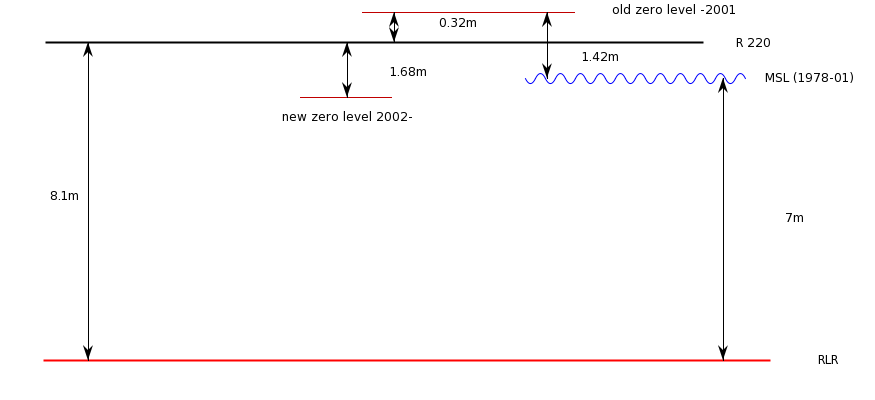 old zero level -2001
0.32m
R 220
1.42m
1.68m
MSL (1978-01)
new zero level 2002-
8.1m
7m
RLR